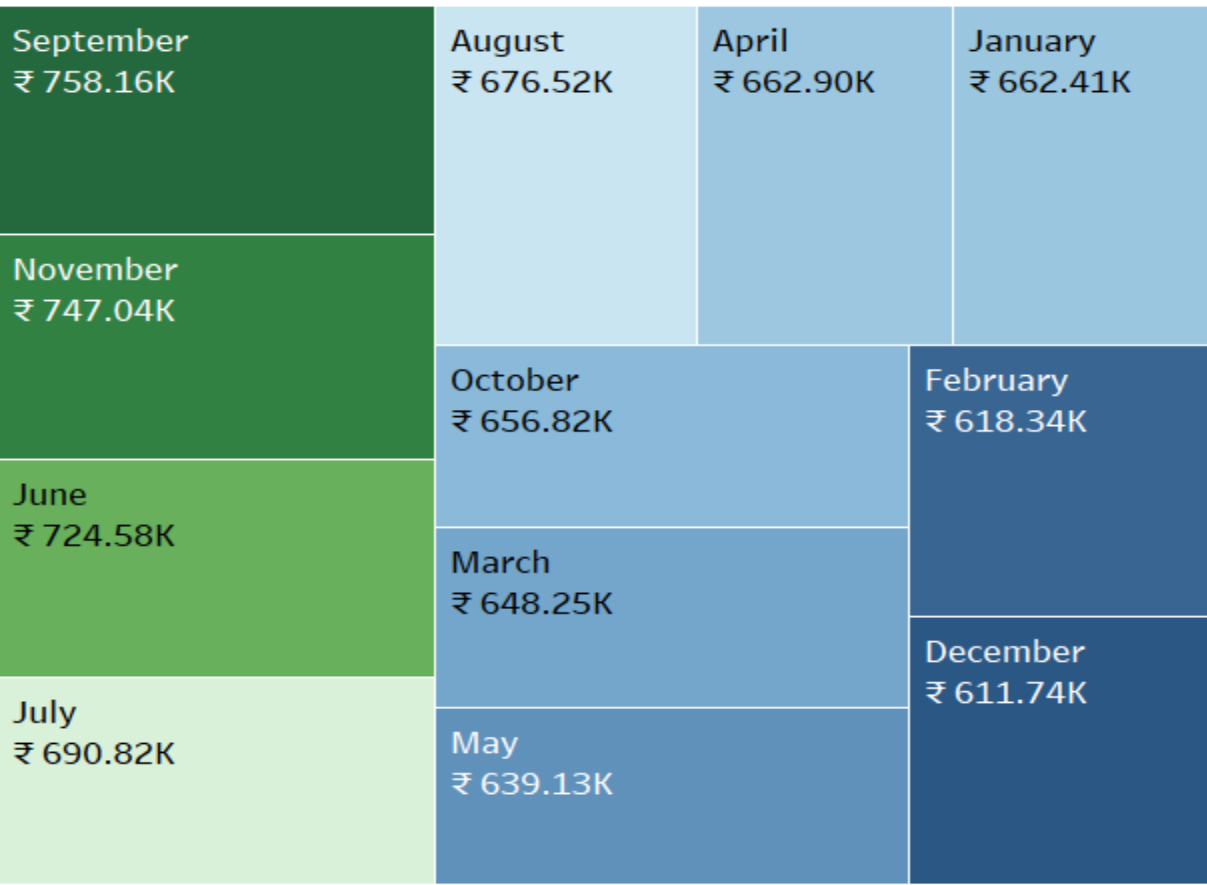 September
₹ 758.16K
November
₹ 747.04K
June
₹ 724.58K
July
₹ 690.82K
August
₹ 676.52K
April
₹ 662.90K
January
₹ 662.41K
October
₹ 656.82K
March
₹ 648.25K
May
₹ 639.13K
February
₹ 618.34K
December
₹ 611.74K